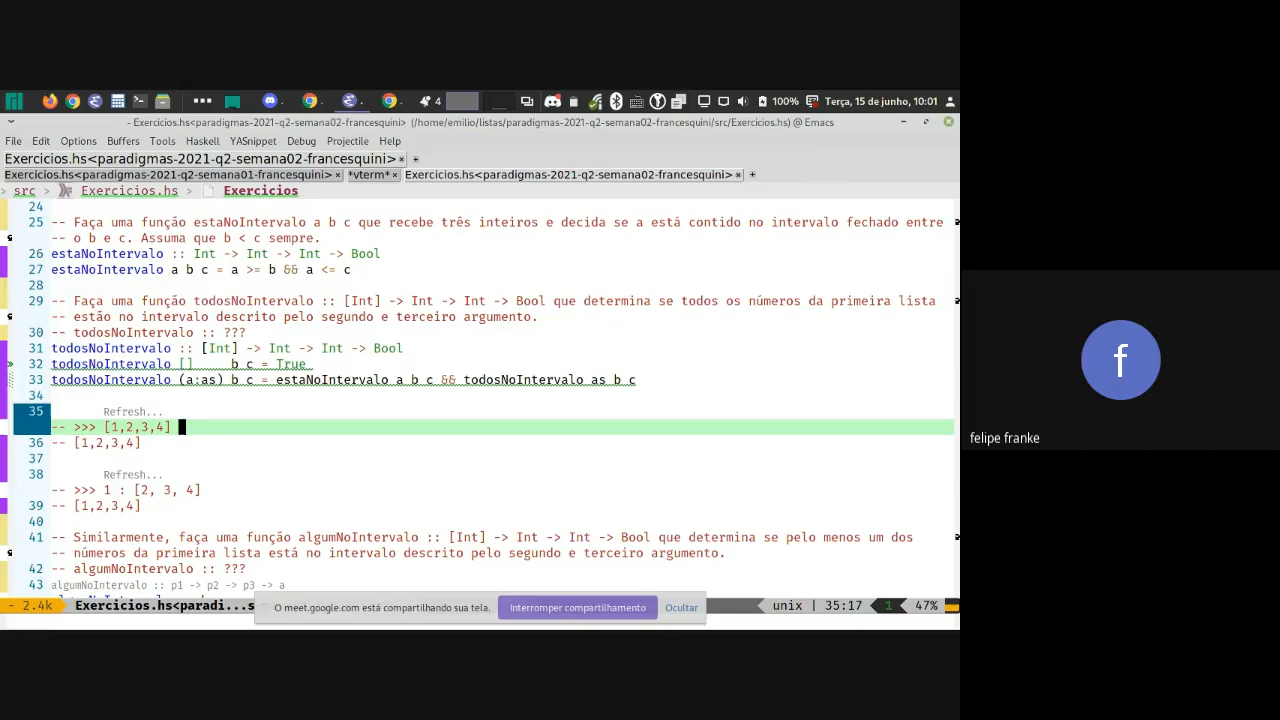 4
100%
Terça, 15 de junho, 10:01
- Exercicios.hs<paradigmas-2021-q2-semana02-francesquini> (/home/emilio/listas/paradigmas-2021-q2-semana02-francesquini/src/Exercicios.hs) @ Emacs
File Edit Options Buffers Tools Haskell YASnippet Debug Projectile Help
Exercicios.hs<paradigmas-2021-q2-semana02-francesquini> × +
Exercicios.hs<paradigmas-2021-q2-semana01-francesquini> × *vterm* × Exercicios.hs<paradigmas-2021-q2-semana02-francesquini> × +
> src > Exercicios.hs > Exercicios
24
25 -- Faça uma função estaNoIntervalo a b c que recebe três inteiros e decida se a está contido no intervalo fechado entre
-- o b e c. Assuma que b < c sempre.
26 estaNoIntervalo :: Int -> Int -> Int -> Bool
27 estaNoIntervalo a b c = a >= b && a <= c
28
29 -- Faça uma função todosNoIntervalo :: [Int] -> Int -> Int -> Bool que determina se todos os números da primeira lista
-- estão no intervalo descrito pelo segundo e terceiro argumento.
30 -- todosNoIntervalo :: ???
31 todosNoIntervalo :: [Int] -> Int -> Int -> Bool
32 todosNoIntervalo []     b c = True
33 todosNoIntervalo (a:as) b c = estaNoIntervalo a b c && todosNoIntervalo as b c
34
35 Refresh...
-- >>> [1,2,3,4]
36 -- [1,2,3,4]
37
38 Refresh...
-- >>> 1 : [2, 3, 4]
39 -- [1,2,3,4]
40
41 -- Similarmente, faça uma função algumNoIntervalo :: [Int] -> Int -> Int -> Bool que determina se pelo menos um dos
-- números da primeira lista está no intervalo descrito pelo segundo e terceiro argumento.
42 -- algumNoIntervalo :: ???
43 algumNoIntervalo :: p1 -> p2 -> p3 -> a
- 2.4k Exercicios.hs<paradi...s unix | 35:17 1 47%
O meet.google.com está compartilhando sua tela. Interromper compartilhamento Ocultar
f
felipe franke